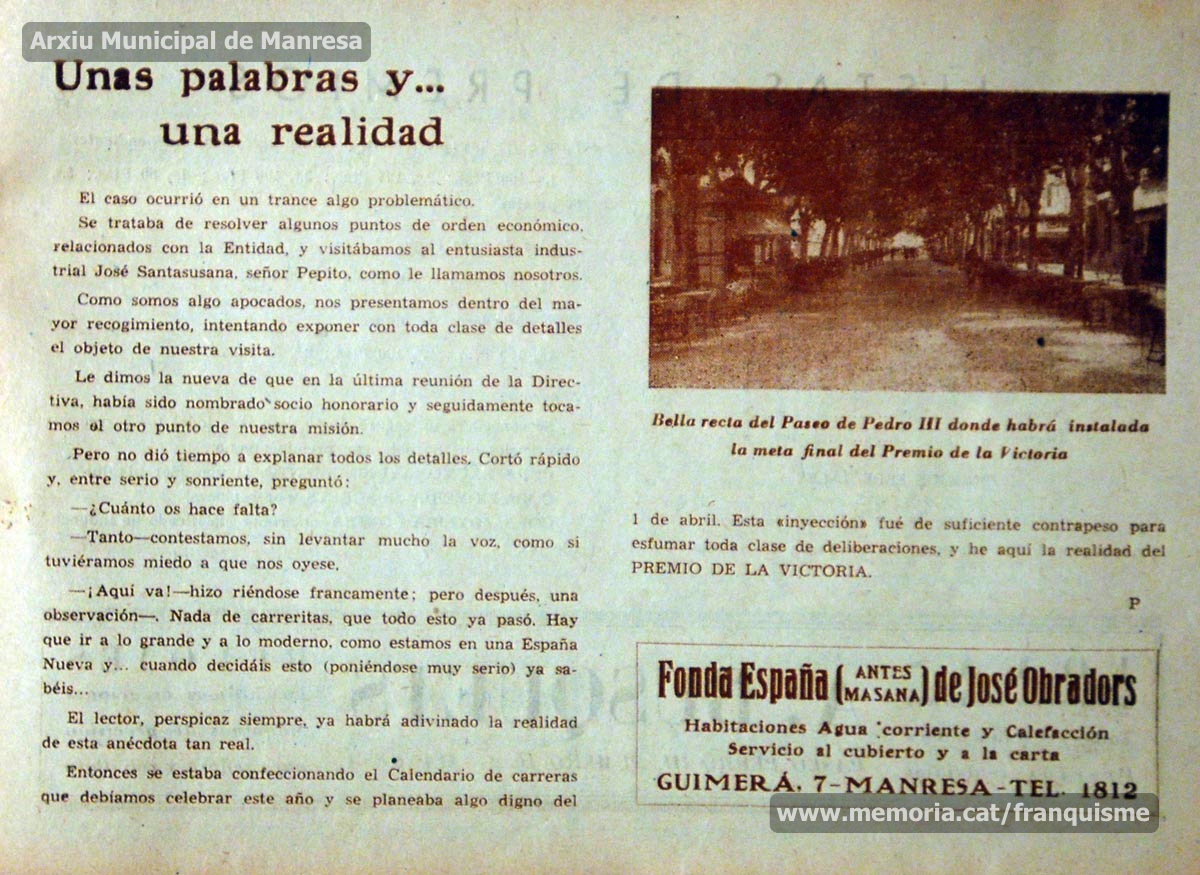 Arxiu Municipal de Manresa
Unas palabras y...
una realidad
El caso ocurrió en un trance algo problemático.
Se trataba de resolver algunos puntos de orden económico,
relacionados con la Entidad, y visitábamos al entusiasta indus-
trial José Santasusana, señor Pepito, como le llamamos nosotros.
Como somos algo apocados, nos presentamos dentro del ma-
yor recogimiento, intentando exponer con toda clase de detalles
el objeto de nuestra visita.
Le dimos la nueva de que en la última reunión de la Direc-
tiva, había sido nombrado socio honorario y seguidamente toca-
mos el otro punto de nuestra misión.
Pero no dió tiempo a explanar todos los detalles. Cortó rápido
y, entre serio y sonriente, preguntó:
—¿Cuánto os hace falta?
—Tanto—contestamos, sin levantar mucho la voz, como si
tuviéramos miedo a que nos oyese.
—¡Aquí va!—hizo riéndose francamente; pero después, una
observación—. Nada de carreritas, que todo esto ya pasó. Hay
que ir a lo grande y a lo moderno, como estamos en una España
Nueva y... cuando decidáis esto (poniéndose muy serio) ya sa-
béis...
El lector, perspicaz siempre, ya habrá adivinado la realidad
de esta anécdota tan real.
Entonces se estaba confeccionando el Calendario de carreras
que debíamos celebrar este año y se planeaba algo digno del
Bella recta del Paseo de Pedro III donde habrá instalada
la meta final del Premio de la Victoria
1 de abril. Esta «inyección» fué de suficiente contrapeso para
esfumar toda clase de deliberaciones, y he aquí la realidad del
PREMIO DE LA VICTORIA.
P
Fonda España (ANTES MASANA) de José Obradors
Habitaciones Agua corriente y Calefacción
Servicio al cubierto y a la carta
GUIMERÁ, 7-MANRESA-TEL. 1812
www.memoria.cat/franquisme